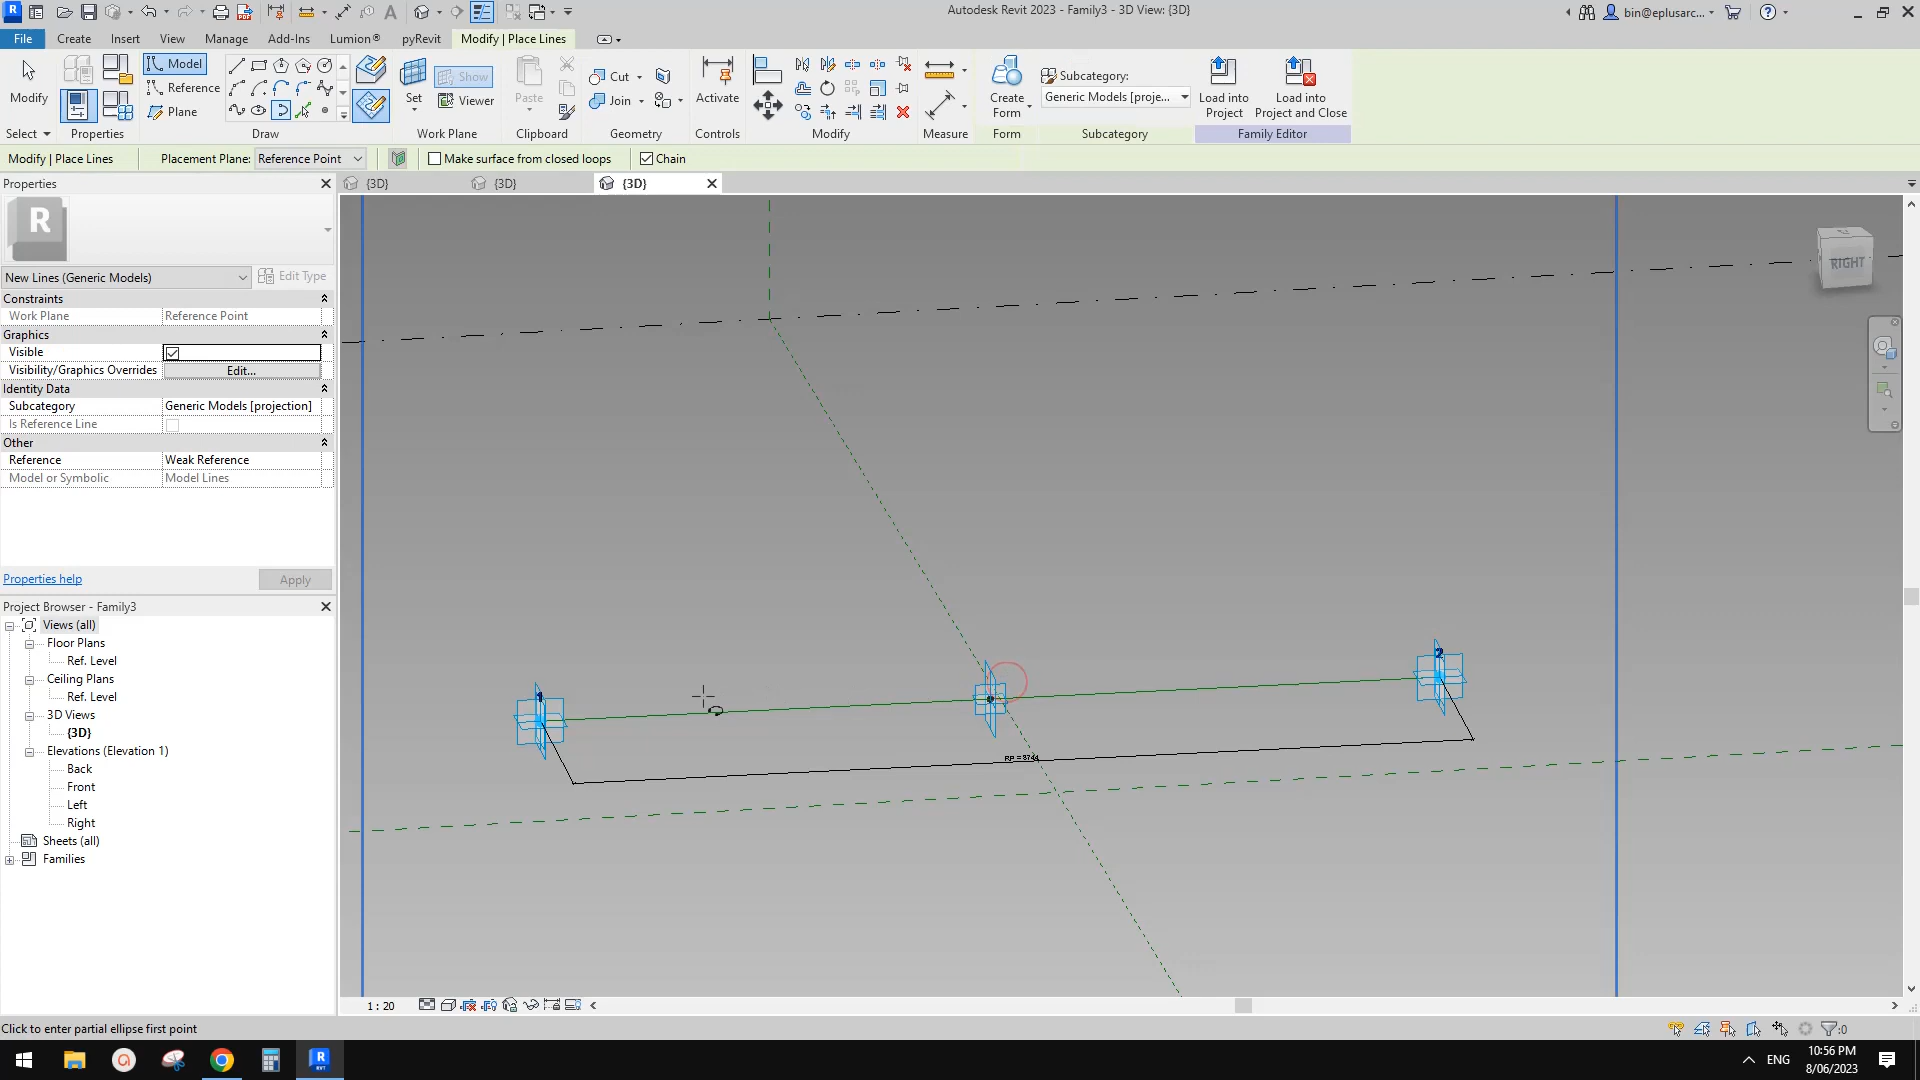 Autodesk Revit 2023 - Family3 - 3D View: {3D}
bin@eplusarc...
File
Create
Insert
View
Manage
Add-Ins
Lumion®
pyRevit
Modify | Place Lines
Modify
Model
Reference
Plane
Set
Show
Viewer
Paste
Cut
Join
Activate
Create
Form
Subcategory:
Generic Models [proje...
Load into
Project
Load into
Project and Close
Select
Properties
Draw
Work Plane
Clipboard
Geometry
Controls
Modify
Measure
Form
Subcategory
Family Editor
Modify | Place Lines
Placement Plane:
Reference Point
Make surface from closed loops
Chain
Properties
{3D}
{3D}
{3D}
R
New Lines (Generic Models)
Edit Type
Constraints
Work Plane
Reference Point
Graphics
Visible
Visibility/Graphics Overrides
Edit...
Identity Data
Subcategory
Generic Models [projection]
Is Reference Line
Other
Reference
Weak Reference
Model or Symbolic
Model Lines
Properties help
Apply
Project Browser - Family3
Views (all)
Floor Plans
Ref. Level
Ceiling Plans
Ref. Level
3D Views
{3D}
Elevations (Elevation 1)
Back
Front
Left
Right
Sheets (all)
Families
RIGHT
1
2
1 : 20
Click to enter partial ellipse first point
:0
ENG
10:56 PM
8/06/2023